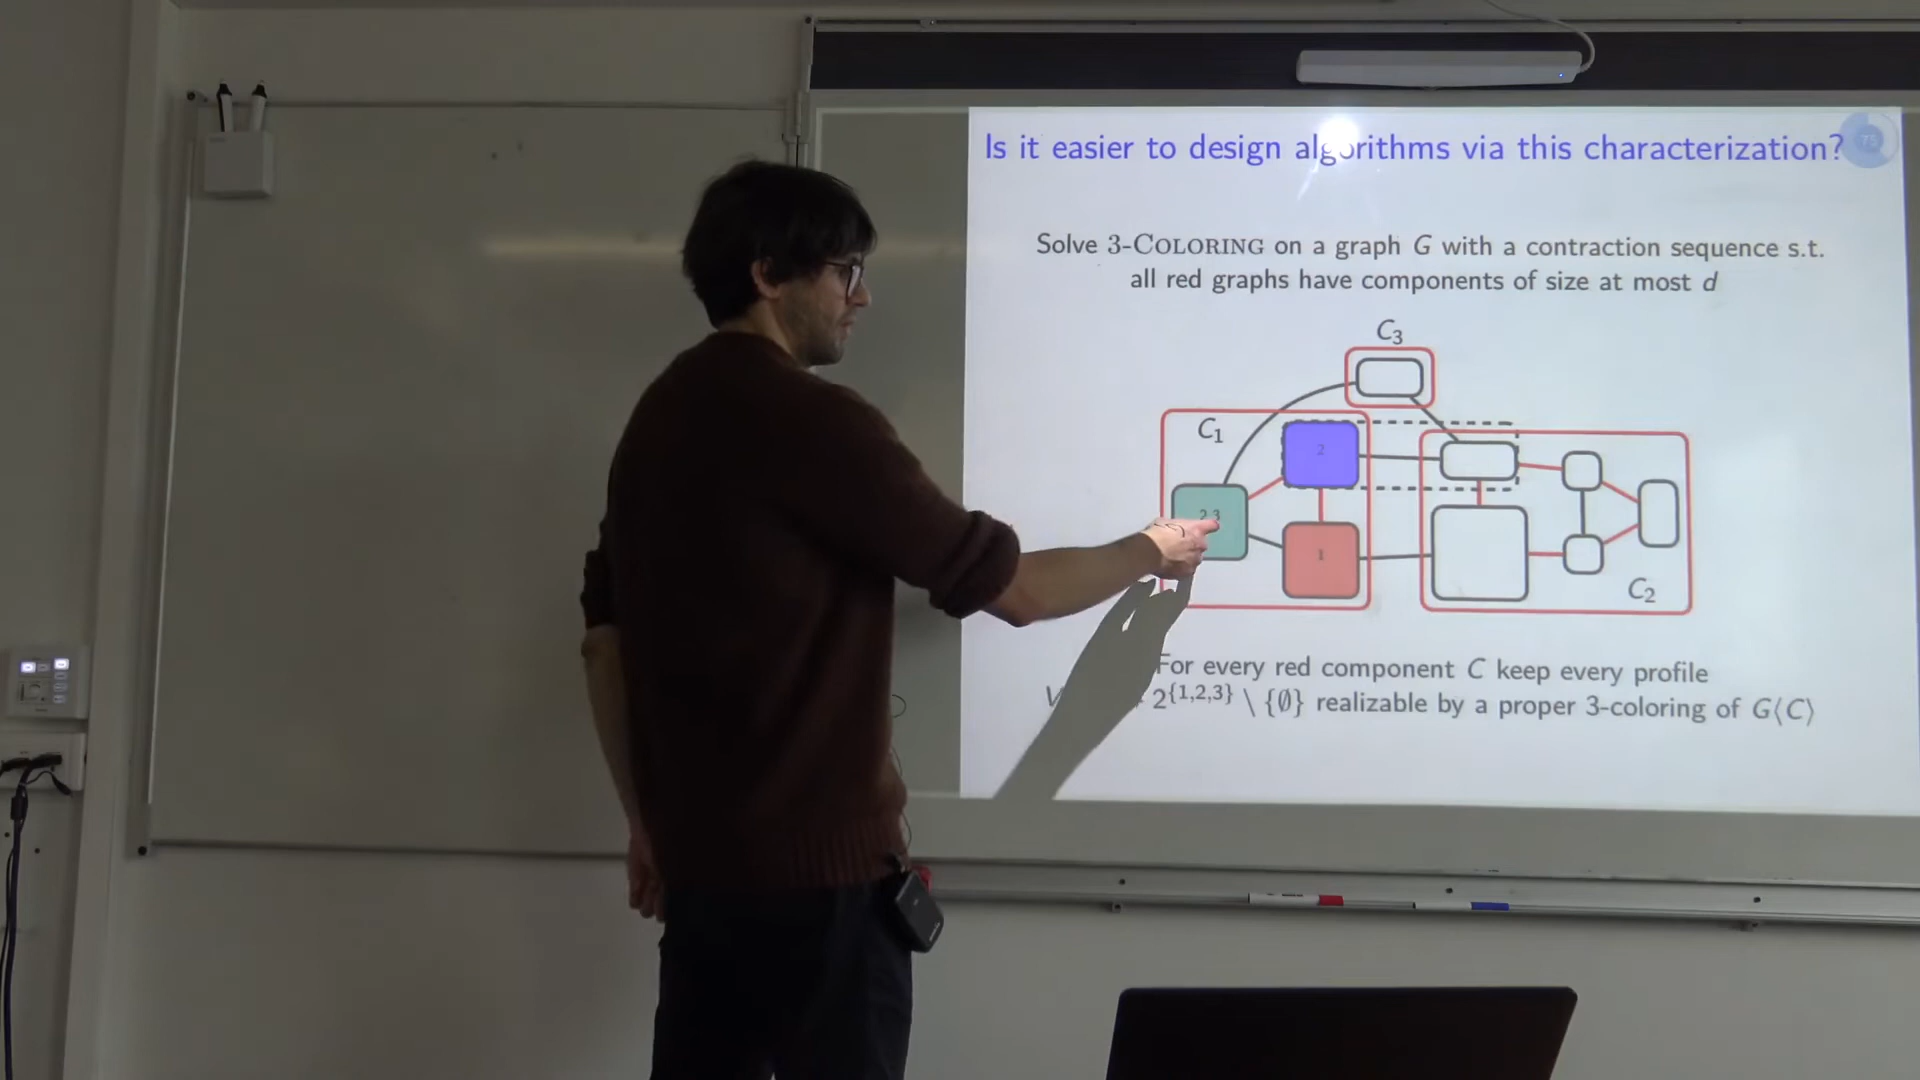 Is it easier to design algorithms via this characterization?
75
Solve 3-COLORING on a graph G with a contraction sequence s.t.
all red graphs have components of size at most d
C₃
C₁
2
2,3
1
C₂
For every red component C keep every profile
V 2^{1,2,3} \ {∅} realizable by a proper 3-coloring of G⟨C⟩